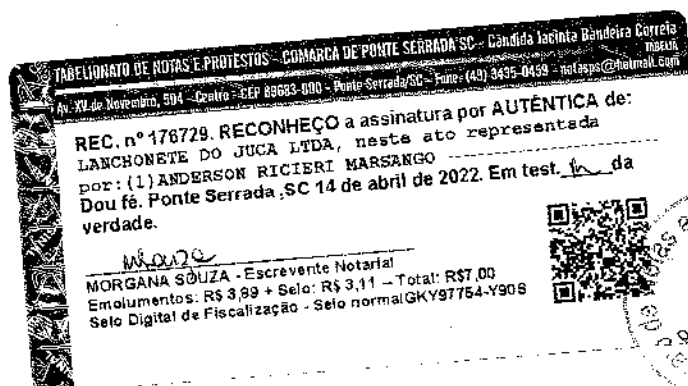 TABELIONATO DE NOTAS E PROTESTOS - COMARCA DE PONTE SERRADA SC - Cândida Jacinta Bandeira Correia
TABELIÃ
Av. XV de Novembro, 504 - Centro - CEP 89683-000 - Ponte Serrada/SC - Fone: (49) 3435-0459 - notasps@hotmail.com
REC. nº 176729. RECONHEÇO a assinatura por AUTÊNTICA de:
LANCHONETE DO JUCA LTDA, neste ato representada
por:(1)ANDERSON RICIERI MARSANGO --------------------
Dou fé. Ponte Serrada ,SC 14 de abril de 2022. Em test. da
verdade.
MORGANA SOUZA - Escrevente Notarial
Emolumentos: R$ 3,89 + Selo: R$ 3,11 -- Total: R$7,00
Selo Digital de Fiscalização - Selo normalGKY97754-Y90S